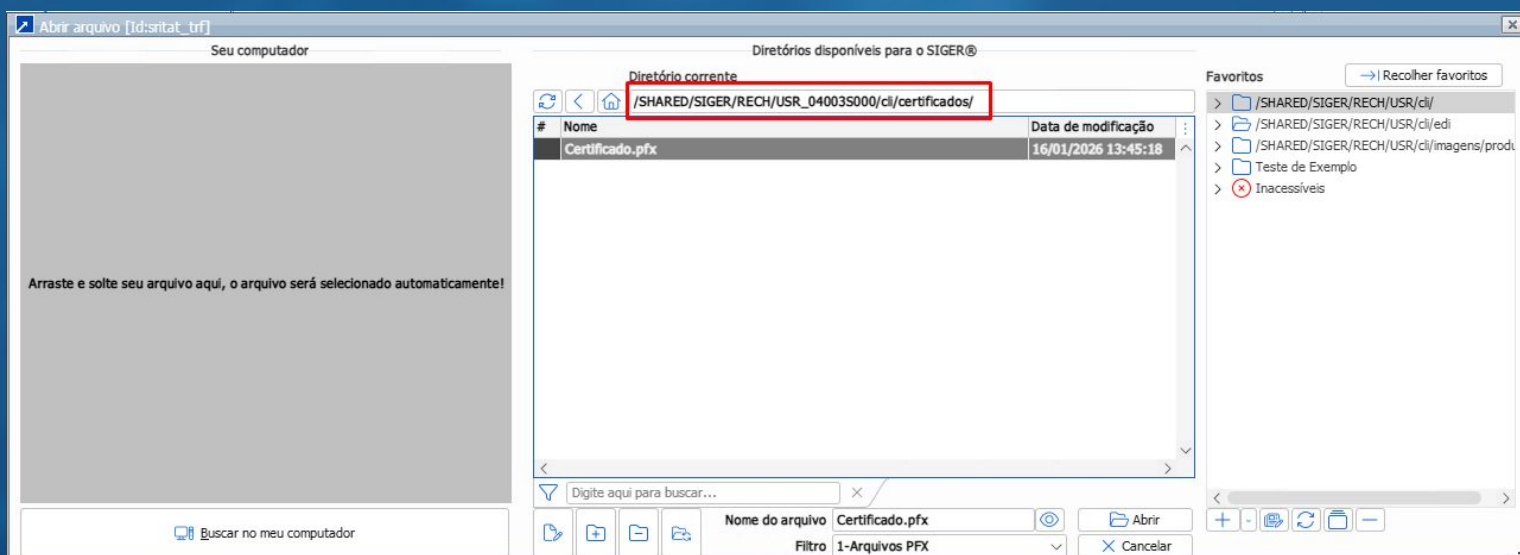 Abrir arquivo [Id:sritat_trf]
Seu computador
Arraste e solte seu arquivo aqui, o arquivo será selecionado automaticamente!
Buscar no meu computador
Diretórios disponíveis para o SIGER®
Diretório corrente
/SHARED/SIGER/RECH/USR_04003S000/cli/certificados/
# Nome Data de modificação
Certificado.pfx 16/01/2026 13:45:18
Digite aqui para buscar...
Nome do arquivo Certificado.pfx Abrir
Filtro 1-Arquivos PFX Cancelar
Favoritos Recolher favoritos
/SHARED/SIGER/RECH/USR/cli/
/SHARED/SIGER/RECH/USR/cli/edi
/SHARED/SIGER/RECH/USR/cli/imagens/produ
Teste de Exemplo
Inacessíveis